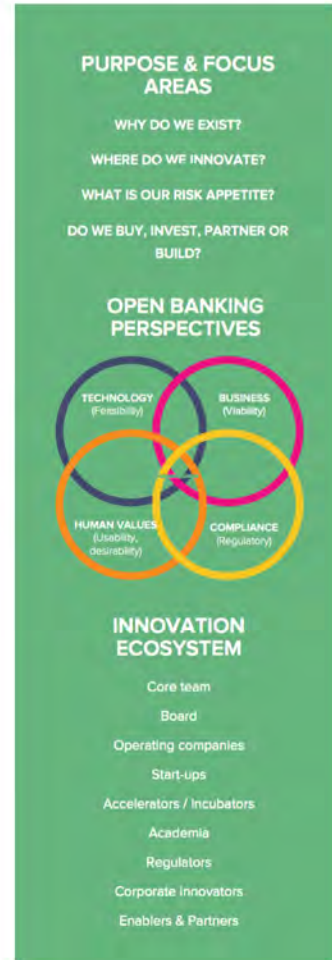 PURPOSE & FOCUS
AREAS
WHY DO WE EXIST?
WHERE DO WE INNOVATE?
WHAT IS OUR RISK APPETITE?
DO WE BUY, INVEST, PARTNER OR
BUILD?
OPEN BANKING
PERSPECTIVES
TECHNOLOGY
(Feasibility)
BUSINESS
(Viability)
HUMAN VALUES
(Usability,
desirability)
COMPLIANCE
(Regulatory)
INNOVATION
ECOSYSTEM
Core team
Board
Operating companies
Start-ups
Accelerators / Incubators
Academia
Regulators
Corporate innovators
Enablers & Partners